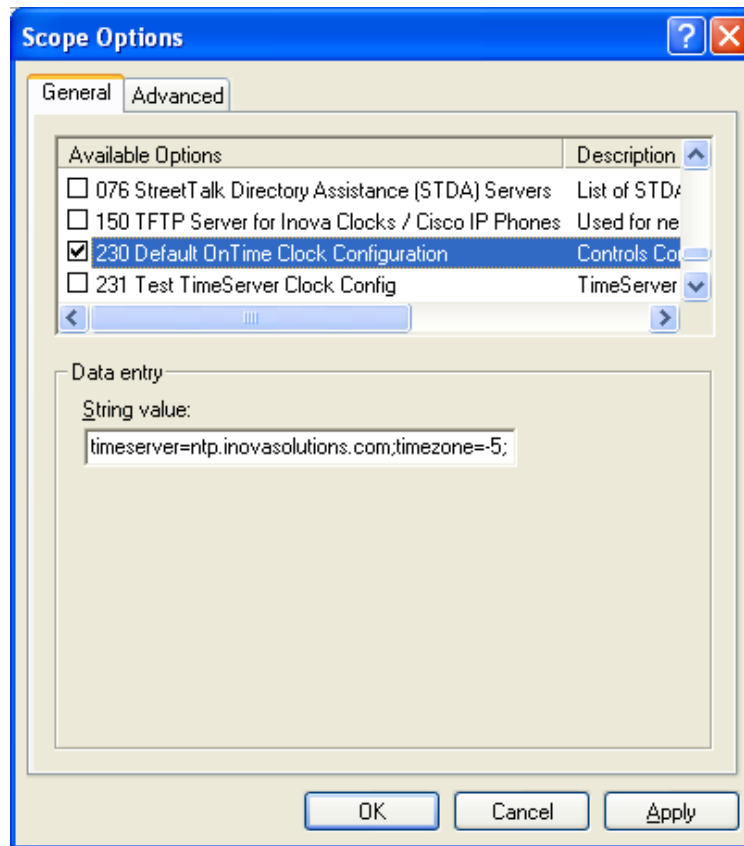 Scope Options
General Advanced
Available Options Description
076 StreetTalk Directory Assistance (STDA) Servers List of STDA
150 TFTP Server for Inova Clocks / Cisco IP Phones Used for ne
230 Default OnTime Clock Configuration Controls Co
231 Test TimeServer Clock Config TimeServer
Data entry
String value:
timeserver=ntp.inovasolutions.com;timezone=-5;
OK Cancel Apply